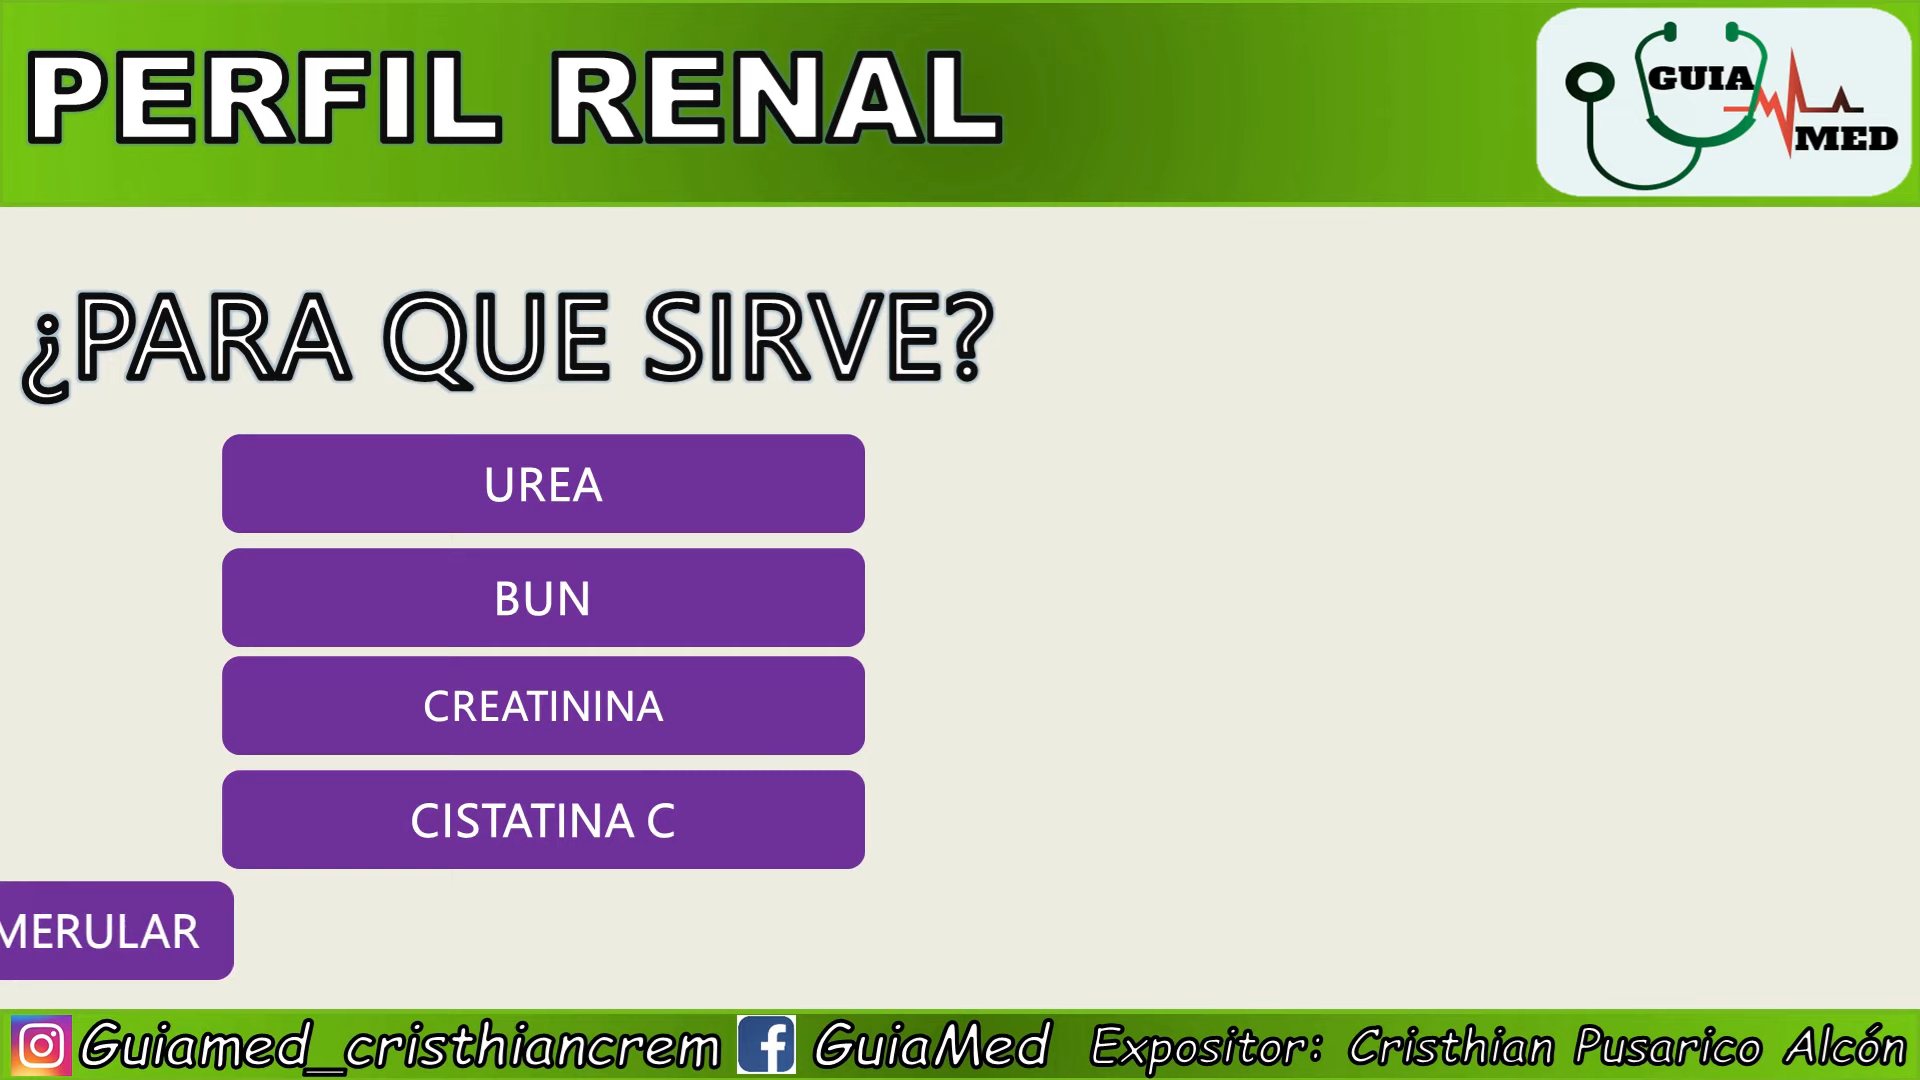 PERFIL RENAL
GUIA
MED
¿PARA QUE SIRVE?
UREA
BUN
CREATININA
CISTATINA C
MERULAR
Guiamed_cristhiancrem GuiaMed Expositor: Cristhian Pusarico Alcón